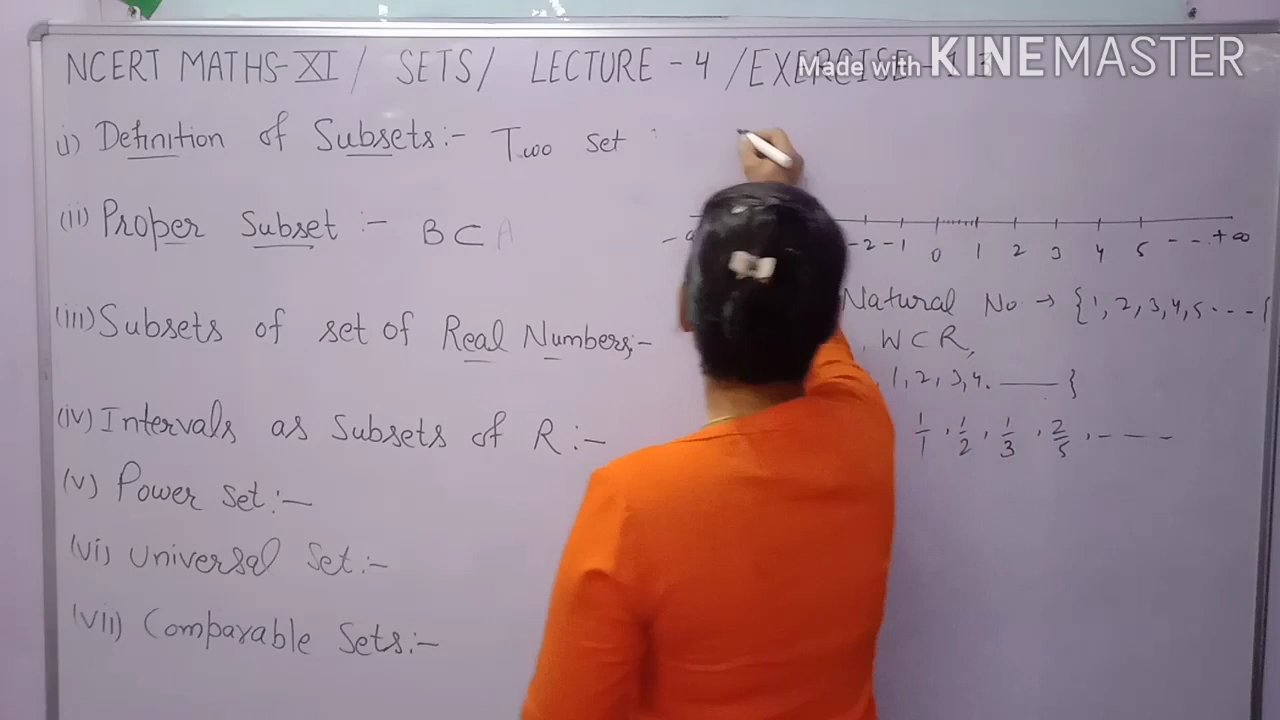 NCERT MATHS-XI / SETS / LECTURE - 4 / EXERCISE - 1.3
Made with KINEMASTER
(i) Definition of Subsets:- Two set
(ii) Proper Subset :- B ⊂ A
-2 -1 0 1 2 3 4 5 - - . +∞
(iii) Subsets of set of Real Numbers:-
Natural No → {1, 2, 3, 4, 5 - - - {
, W ⊂ R,
, 1, 2, 3, 4. —— }
(iv) Intervals as Subsets of R :-
1/1, 1/2, 1/3, 2/5, - - - -
(v) Power Set:-
(vi) Universal Set:-
(vii) Comparable Sets:-